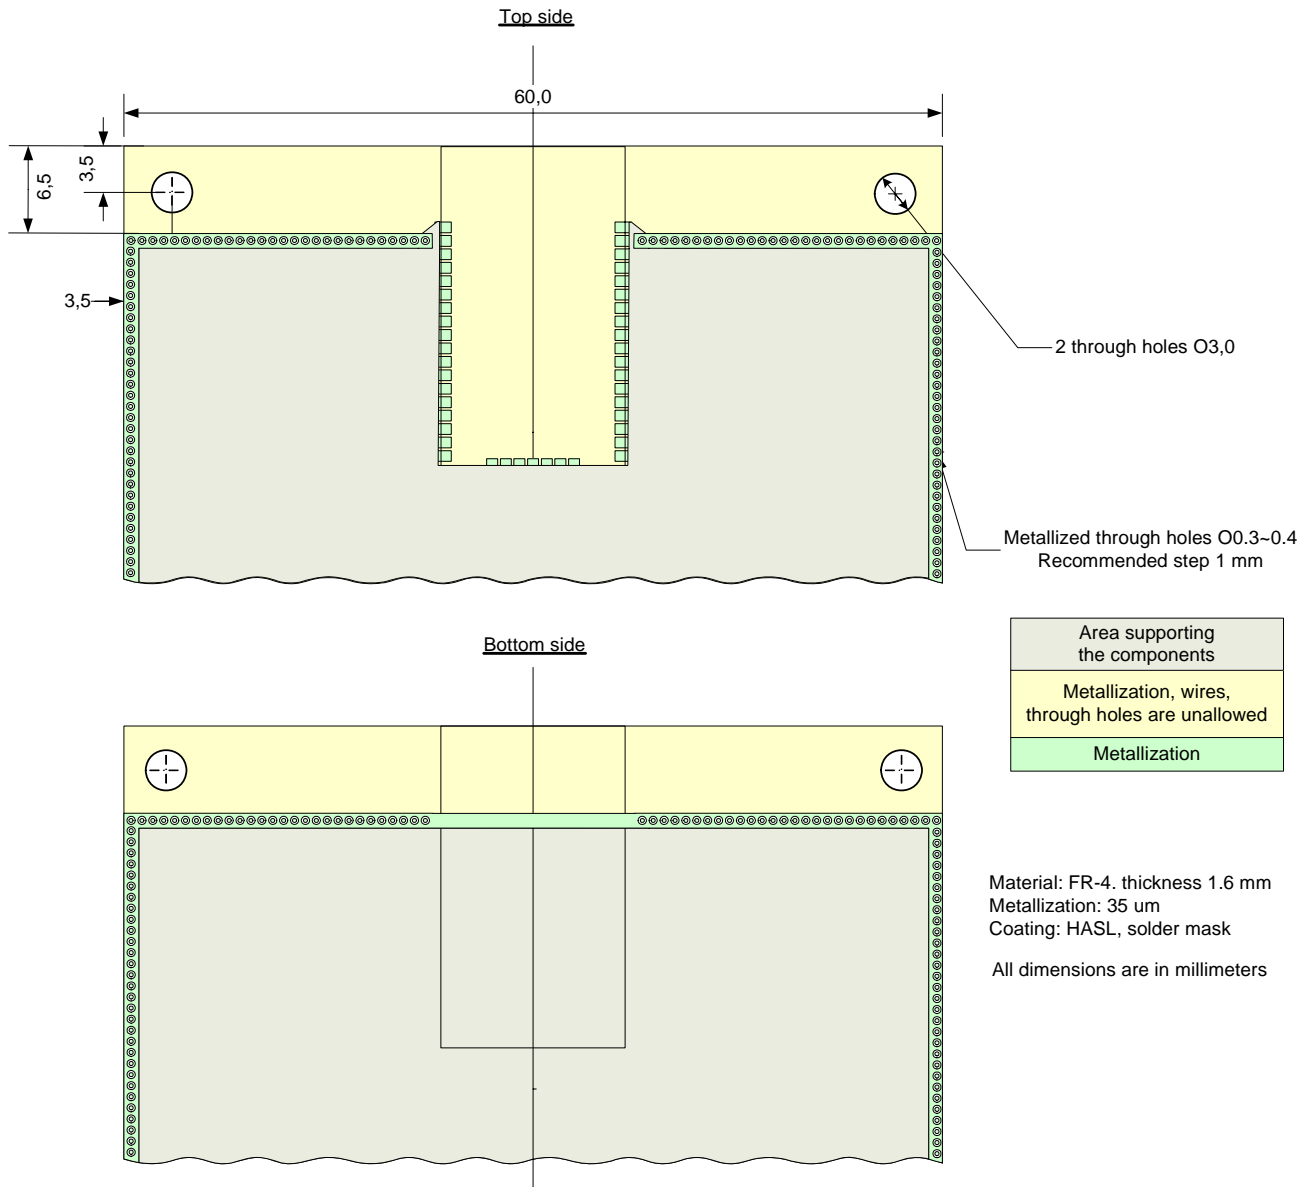 Top side
60,0
6,5
3,5
3,5
2 through holes O3,0
Metallized through holes O0.3~0.4
Recommended step 1 mm
Bottom side
Area supporting
the components
Metallization, wires,
through holes are unallowed
Metallization
Material: FR-4. thickness 1.6 mm
Metallization: 35 um
Coating: HASL, solder mask
All dimensions are in millimeters